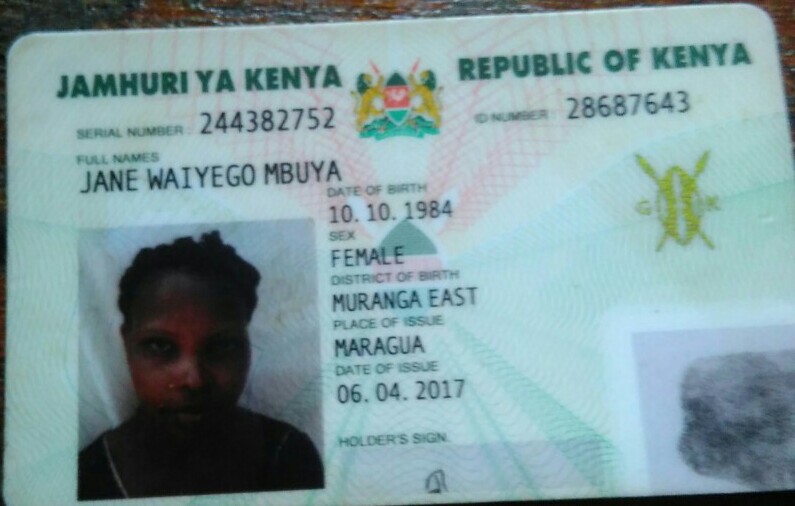 JAMHURI YA KENYA
REPUBLIC OF KENYA
SERIAL NUMBER: 244382752
ID NUMBER: 28687643
FULL NAMES
JANE WAIYEGO MBUYA
DATE OF BIRTH
10. 10. 1984
SEX
FEMALE
DISTRICT OF BIRTH
MURANGA EAST
PLACE OF ISSUE
MARAGUA
DATE OF ISSUE
06. 04. 2017
HOLDER'S SIGN.
G K